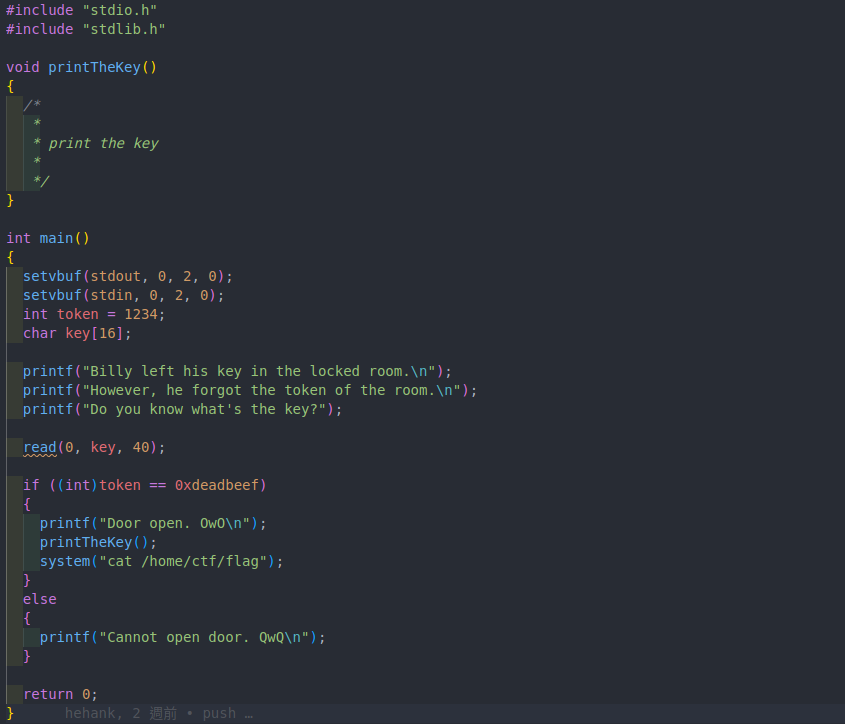 #include "stdio.h"
#include "stdlib.h"
void printTheKey()
{
/*
*
* print the key
*
*/
}
int main()
{
setvbuf(stdout, 0, 2, 0);
setvbuf(stdin, 0, 2, 0);
int token = 1234;
char key[16];
printf("Billy left his key in the locked room.\n");
printf("However, he forgot the token of the room.\n");
printf("Do you know what's the key?");
read(0, key, 40);
if ((int)token == 0xdeadbeef)
{
printf("Door open. OwO\n");
printTheKey();
system("cat /home/ctf/flag");
}
else
{
printf("Cannot open door. QwQ\n");
}
return 0;
} hehank, 2 週前 • push …